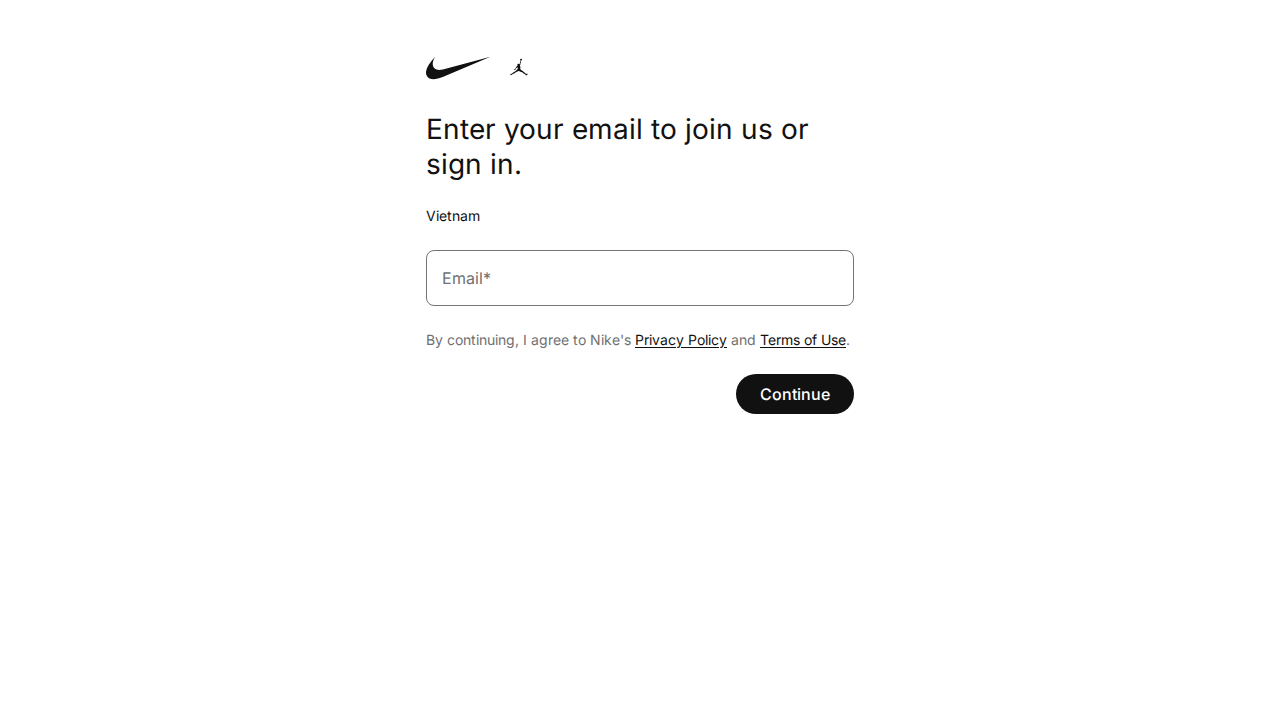 Enter your email to join us or
sign in.
Vietnam
Email*
By continuing, I agree to Nike's Privacy Policy and Terms of Use.
Continue